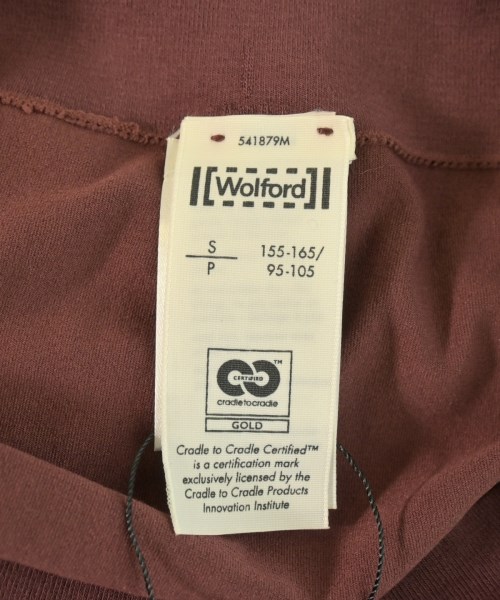 541879M
Wolford
S 155-165/
P 95-105
CERTIFIED
cradletocradle
TM
GOLD
Cradle to Cradle Certified™
is a certification mark
exclusively licensed by the
Cradle to Cradle Products
Innovation Institute